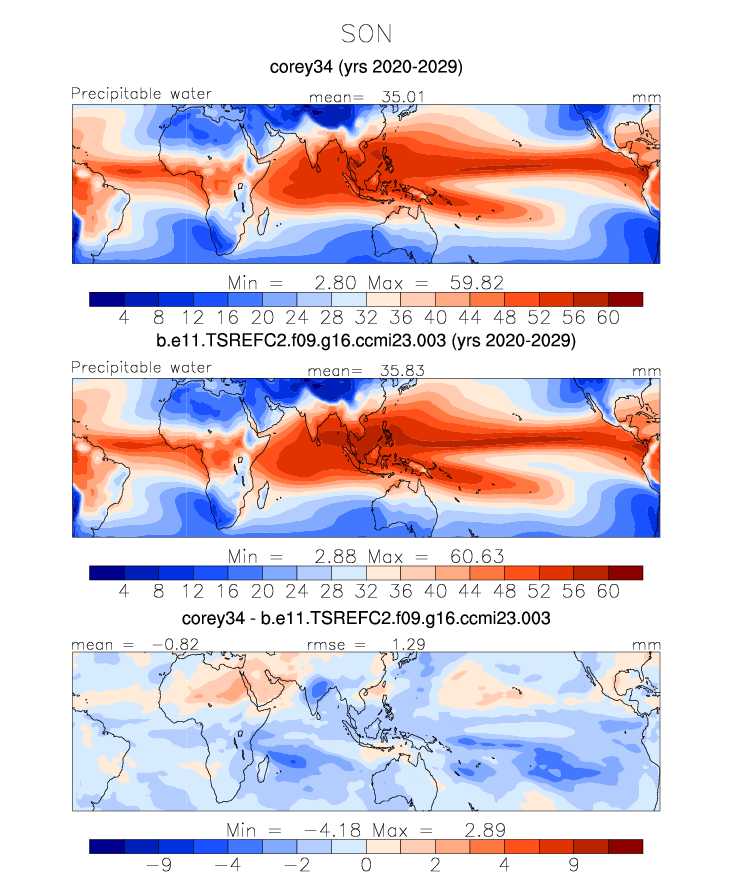 SON
corey34 (yrs 2020-2029)
Precipitable water mean= 35.01 mm
Min = 2.80 Max = 59.82
4 8 12 16 20 24 28 32 36 40 44 48 52 56 60
b.e11.TSREFC2.f09.g16.ccmi23.003 (yrs 2020-2029)
Precipitable water mean= 35.83 mm
Min = 2.88 Max = 60.63
4 8 12 16 20 24 28 32 36 40 44 48 52 56 60
corey34 - b.e11.TSREFC2.f09.g16.ccmi23.003
mean = -0.82 rmse = 1.29 mm
Min = -4.18 Max = 2.89
-9 -4 -2 0 2 4 9